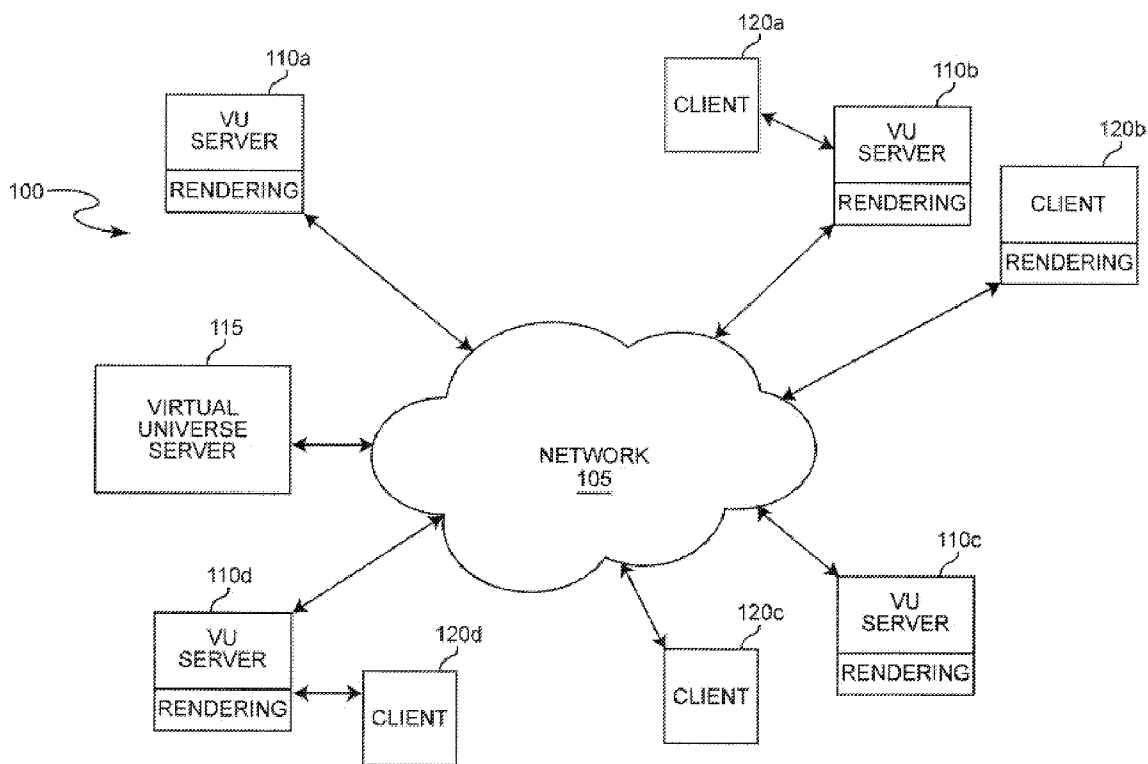 120a
110a
CLIENT
110b
VU
SERVER
RENDERING
VU
SERVER
RENDERING
120b
CLIENT
RENDERING
100
115
VIRTUAL
UNIVERSE
SERVER
NETWORK
105
110d
VU
SERVER
RENDERING
120d
CLIENT
120c
CLIENT
110c
VU
SERVER
RENDERING